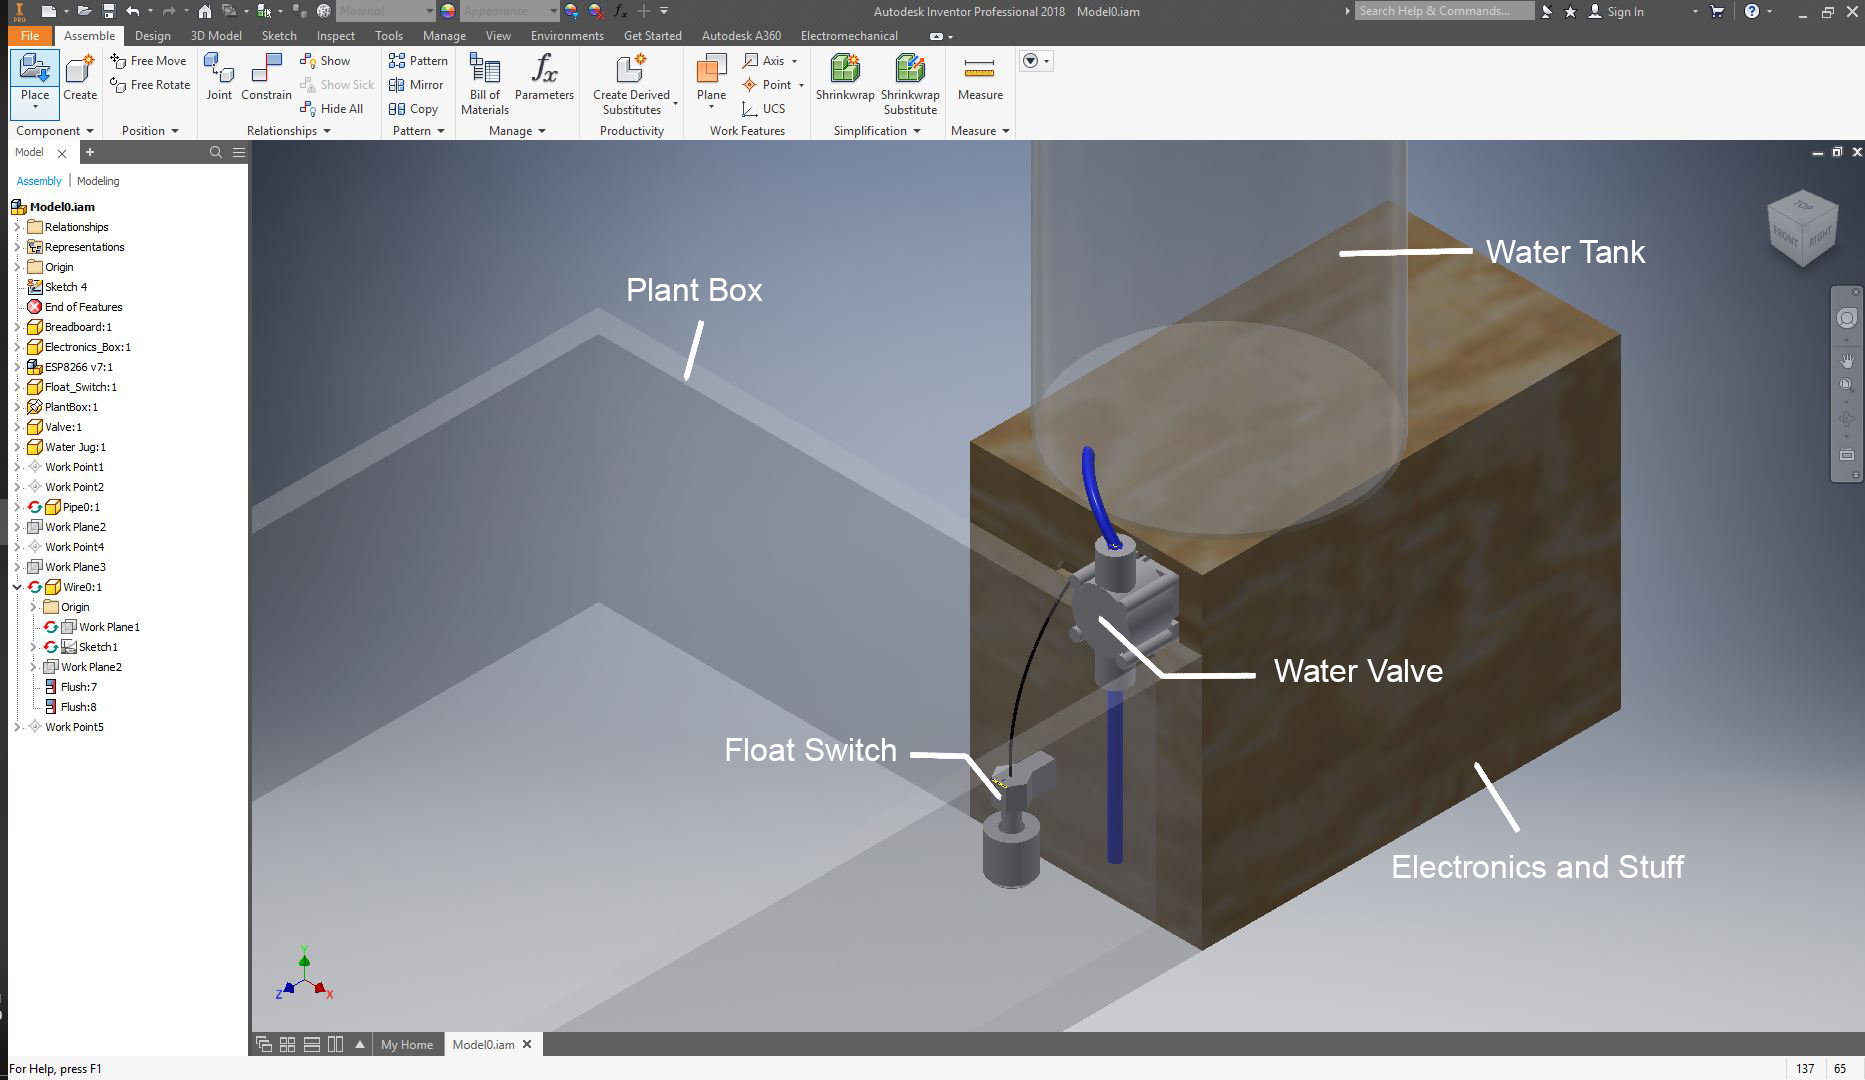 PRO
Material
Appearance
Autodesk Inventor Professional 2018 Model0.iam
Search Help & Commands...
Sign In
File Assemble Design 3D Model Sketch Inspect Tools Manage View Environments Get Started Autodesk A360 Electromechanical
Place
Create
Component
Free Move
Free Rotate
Position
Joint
Constrain
Show
Show Sick
Hide All
Relationships
Pattern
Mirror
Copy
Pattern
Bill of
Materials
Parameters
Manage
Create Derived
Substitutes
Productivity
Plane
Axis
Point
UCS
Work Features
Shrinkwrap
Shrinkwrap
Substitute
Simplification
Measure
Measure
Model
Assembly | Modeling
Model0.iam
Relationships
Representations
Origin
Sketch 4
End of Features
Breadboard:1
Electronics_Box:1
ESP8266 v7:1
Float_Switch:1
PlantBox:1
Valve:1
Water Jug:1
Work Point1
Work Point2
Pipe0:1
Work Plane2
Work Point4
Work Plane3
Wire0:1
Origin
Work Plane1
Sketch1
Work Plane2
Flush:7
Flush:8
Work Point5
TOP
FRONT
RIGHT
Water Tank
Plant Box
Water Valve
Float Switch
Electronics and Stuff
Y
Z
X
My Home
Model0.iam
For Help, press F1
137 65